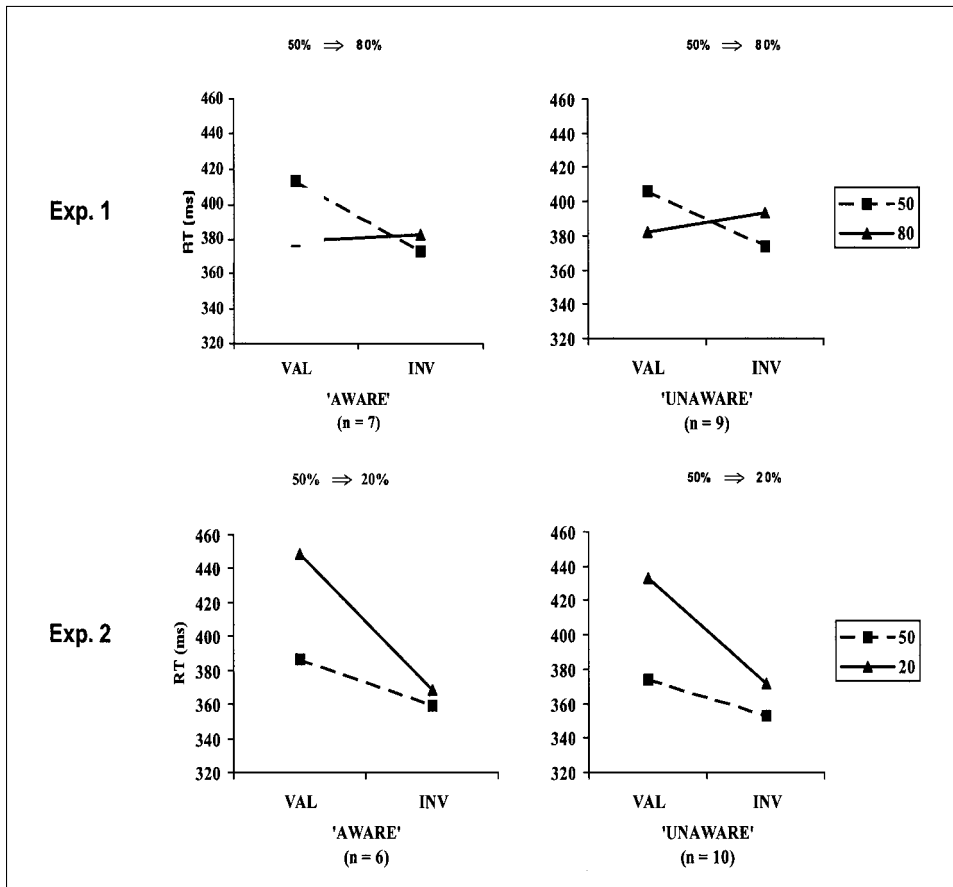 50% ⇒ 80%
50% ⇒ 80%
Exp. 1
RT (ms)
460
440
420
400
380
360
340
320
VAL INV
'AWARE'
(n = 7)
460
440
420
400
380
360
340
320
VAL INV
'UNAWARE'
(n = 9)
50
80
50% ⇒ 20%
50% ⇒ 20%
Exp. 2
RT (ms)
460
440
420
400
380
360
340
320
VAL INV
'AWARE'
(n = 6)
460
440
420
400
380
360
340
320
VAL INV
'UNAWARE'
(n = 10)
50
20